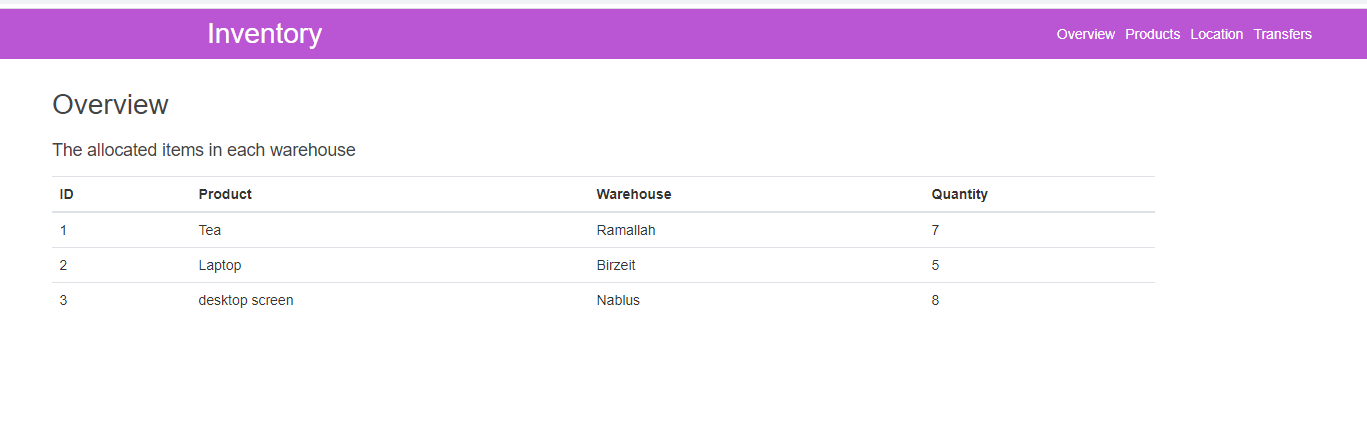 Inventory Overview Products Location Transfers
Overview
The allocated items in each warehouse
ID Product Warehouse Quantity
1 Tea Ramallah 7
2 Laptop Birzeit 5
3 desktop screen Nablus 8